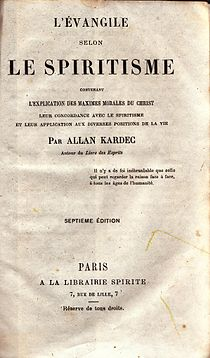 L'ÉVANGILE
SELON
LE SPIRITISME
CONTENANT
L'EXPLICATION DES MAXIMES MORALES DU CHRIST
LEUR CONCORDANCE AVEC LE SPIRITISME
ET LEUR APPLICATION AUX DIVERSES POSITIONS DE LA VIE
PAR ALLAN KARDEC
Auteur du Livre des Esprits
Il n'y a de foi inébranlable que celle
qui peut regarder la raison face à face,
à tous les âges de l'humanité.
SEPTIÈME ÉDITION
PARIS
A LA LIBRAIRIE SPIRITE
7, RUE DE LILLE, 7
Réserve de tous droits.